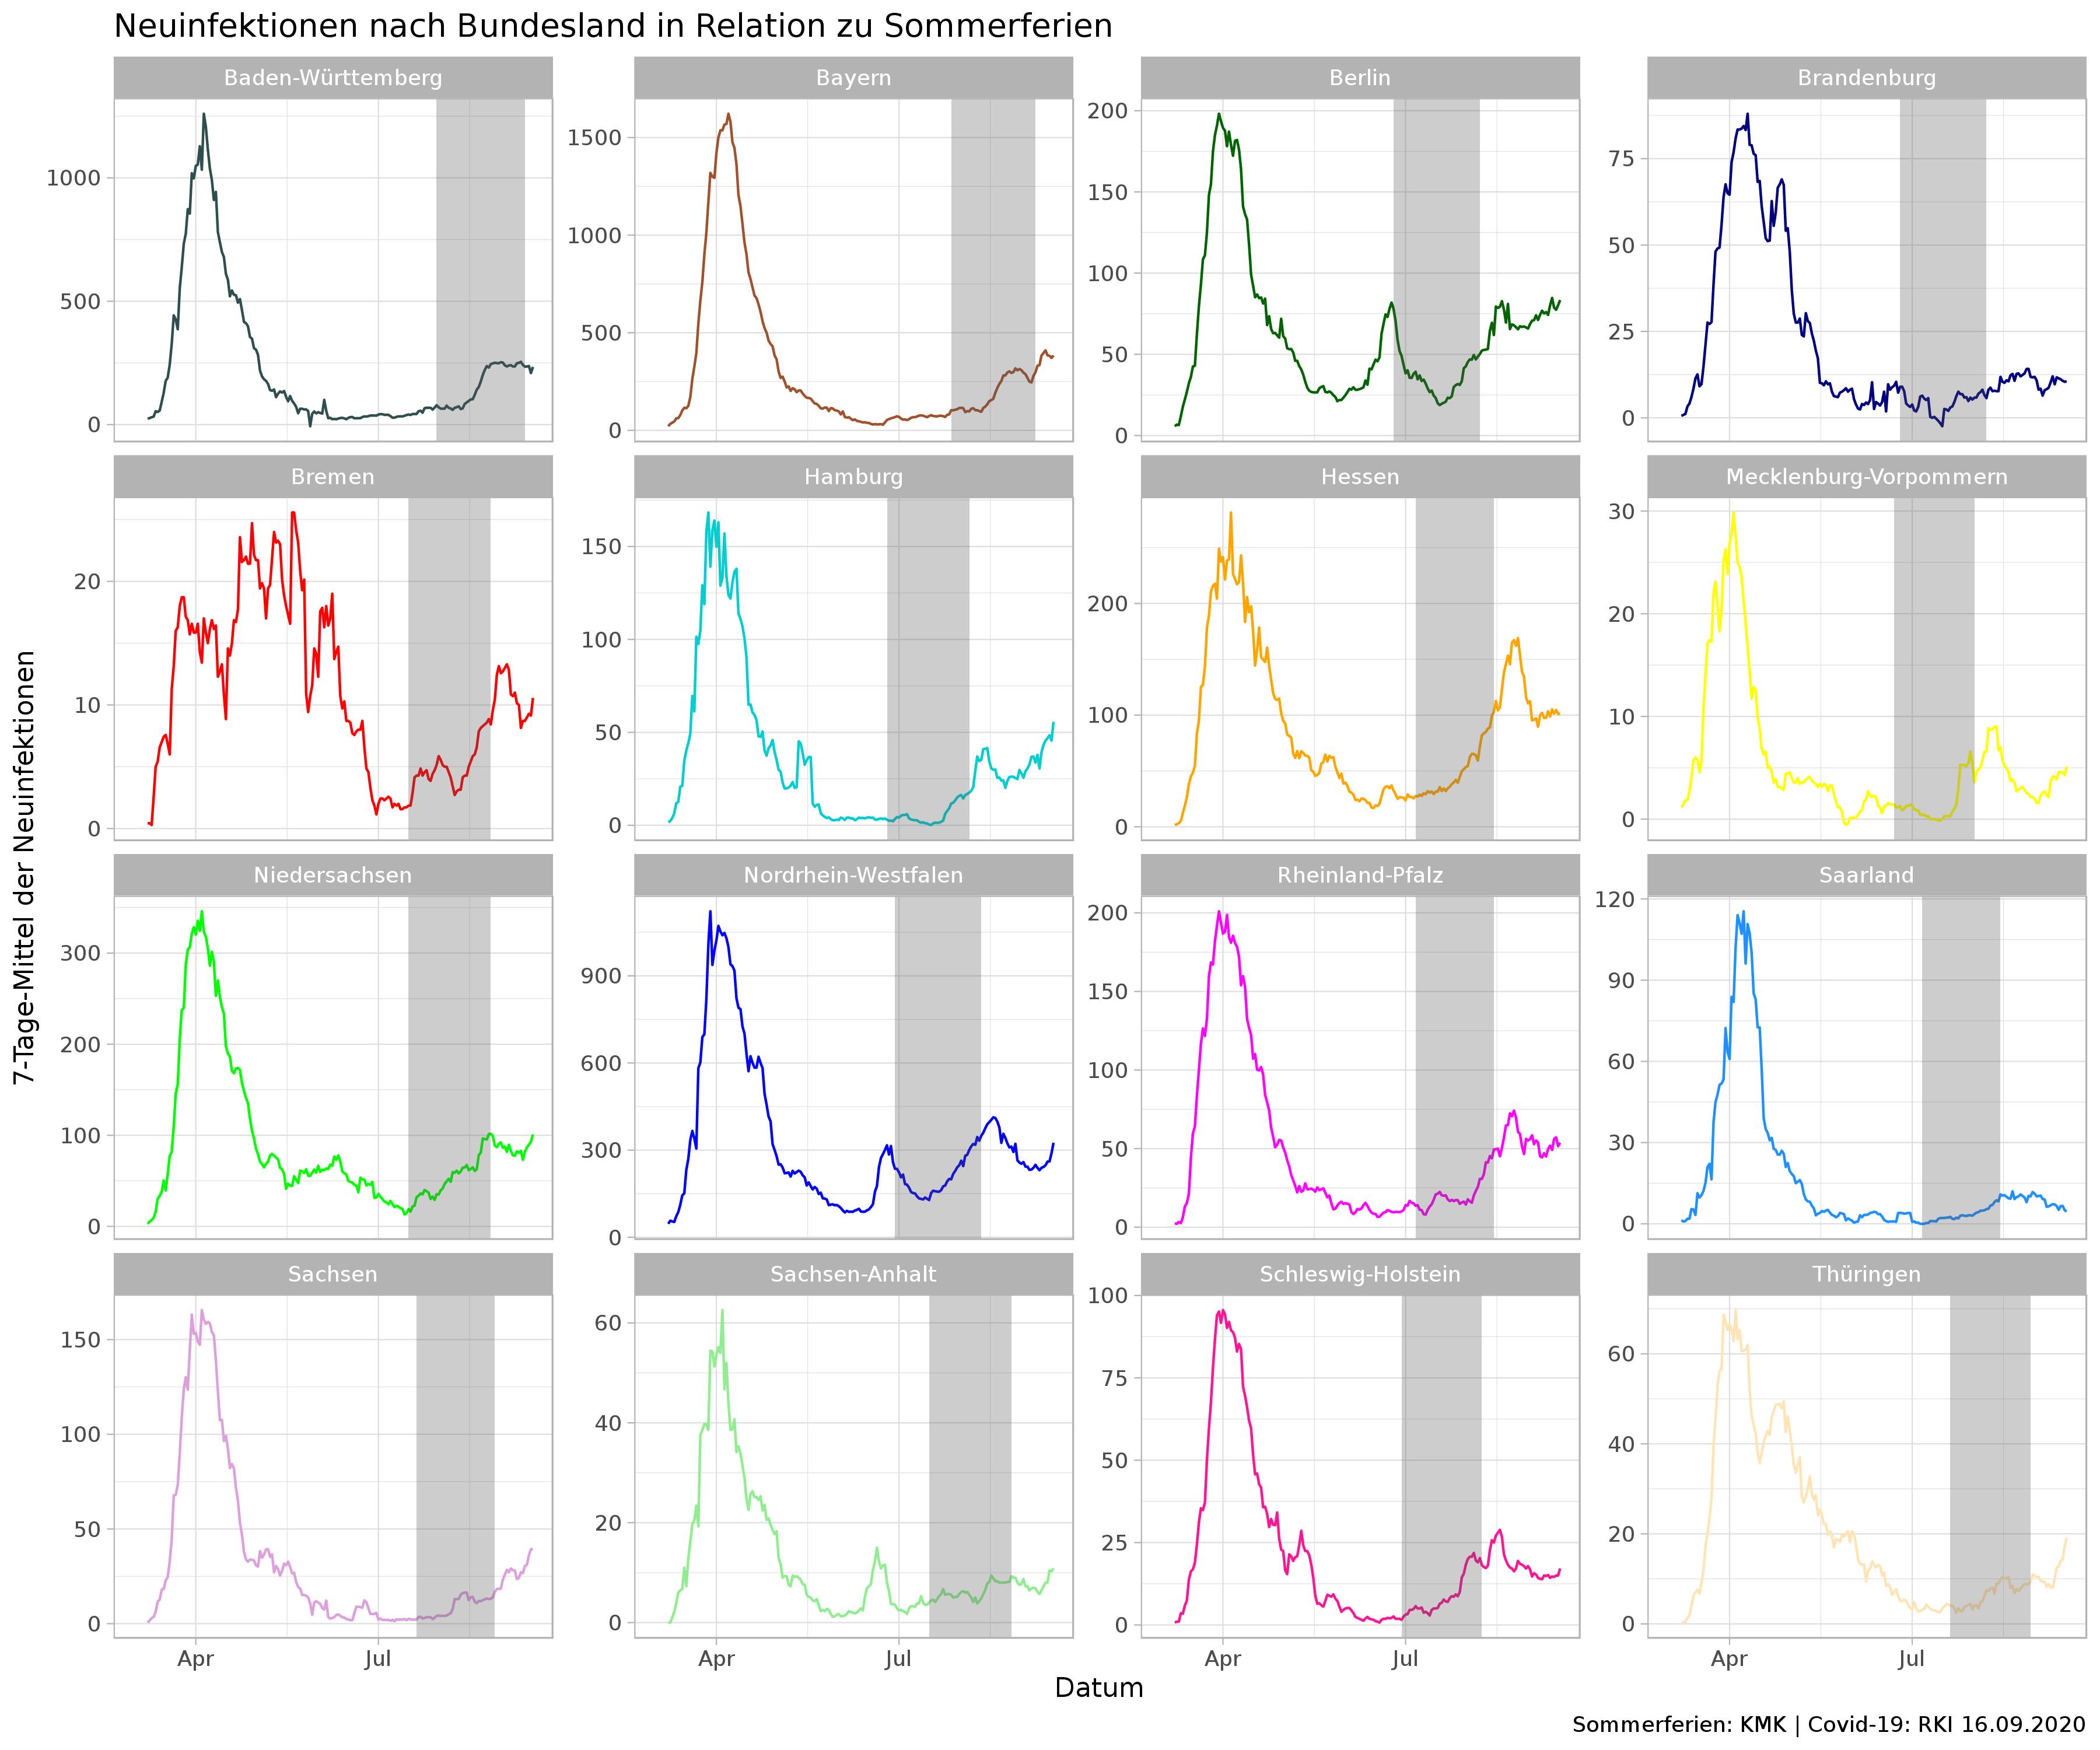 Neuinfektionen nach Bundesland in Relation zu Sommerferien
Baden-Württemberg
Bayern
Berlin
Brandenburg
1000
500
0
1500
1000
500
0
200
150
100
50
0
75
50
25
0
Bremen
Hamburg
Hessen
Mecklenburg-Vorpommern
20
10
0
150
100
50
0
200
100
0
30
20
10
0
7-Tage-Mittel der Neuinfektionen
Niedersachsen
Nordrhein-Westfalen
Rheinland-Pfalz
Saarland
300
200
100
0
900
600
300
0
200
150
100
50
0
120
90
60
30
0
Sachsen
Sachsen-Anhalt
Schleswig-Holstein
Thüringen
150
100
50
0
60
40
20
0
100
75
50
25
0
60
40
20
0
Apr Jul
Apr Jul
Apr Jul
Apr Jul
Datum
Sommerferien: KMK | Covid-19: RKI 16.09.2020